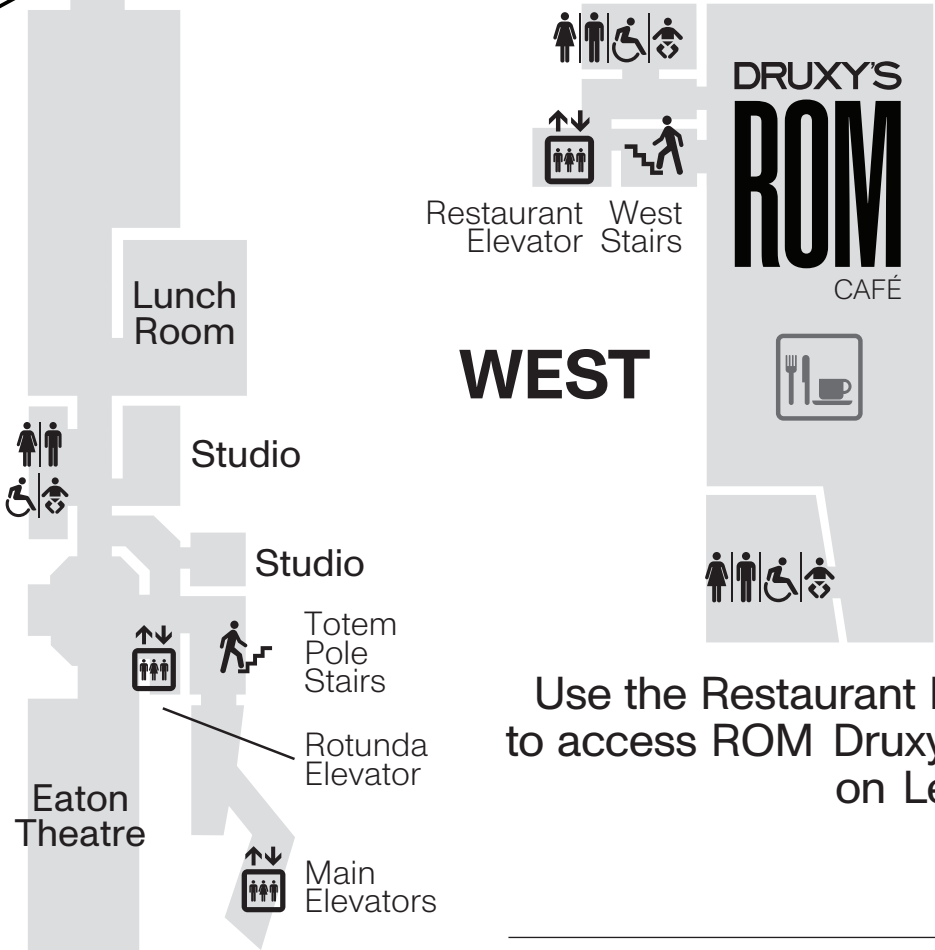 DRUXY'S
ROM
CAFÉ
Restaurant
Elevator
West
Stairs
Lunch
Room
WEST
Studio
Studio
Totem
Pole
Stairs
Rotunda
Elevator
Eaton
Theatre
Main
Elevators
Use the Restaurant
to access ROM Druxy
on